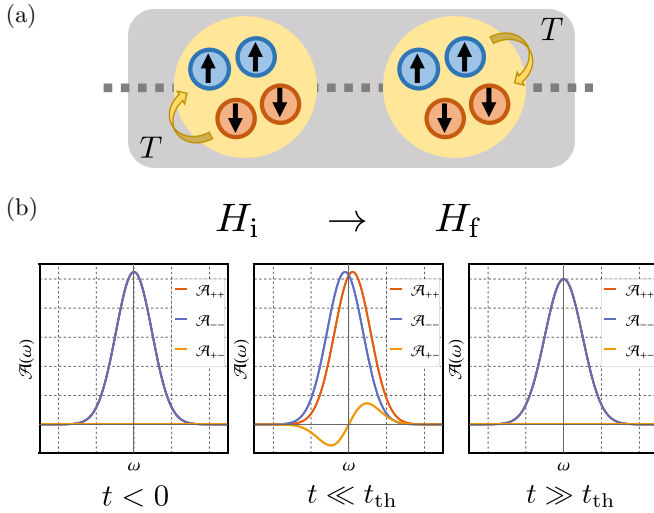 (a)
T
T
(b)
H_i → H_f
𝒜(ω)
𝒜₊₊
𝒜₋₋
𝒜₊₋
ω
t < 0
𝒜(ω)
𝒜₊₊
𝒜₋₋
𝒜₊₋
ω
t ≪ t_th
𝒜(ω)
𝒜₊₊
𝒜₋₋
𝒜₊₋
ω
t ≫ t_th